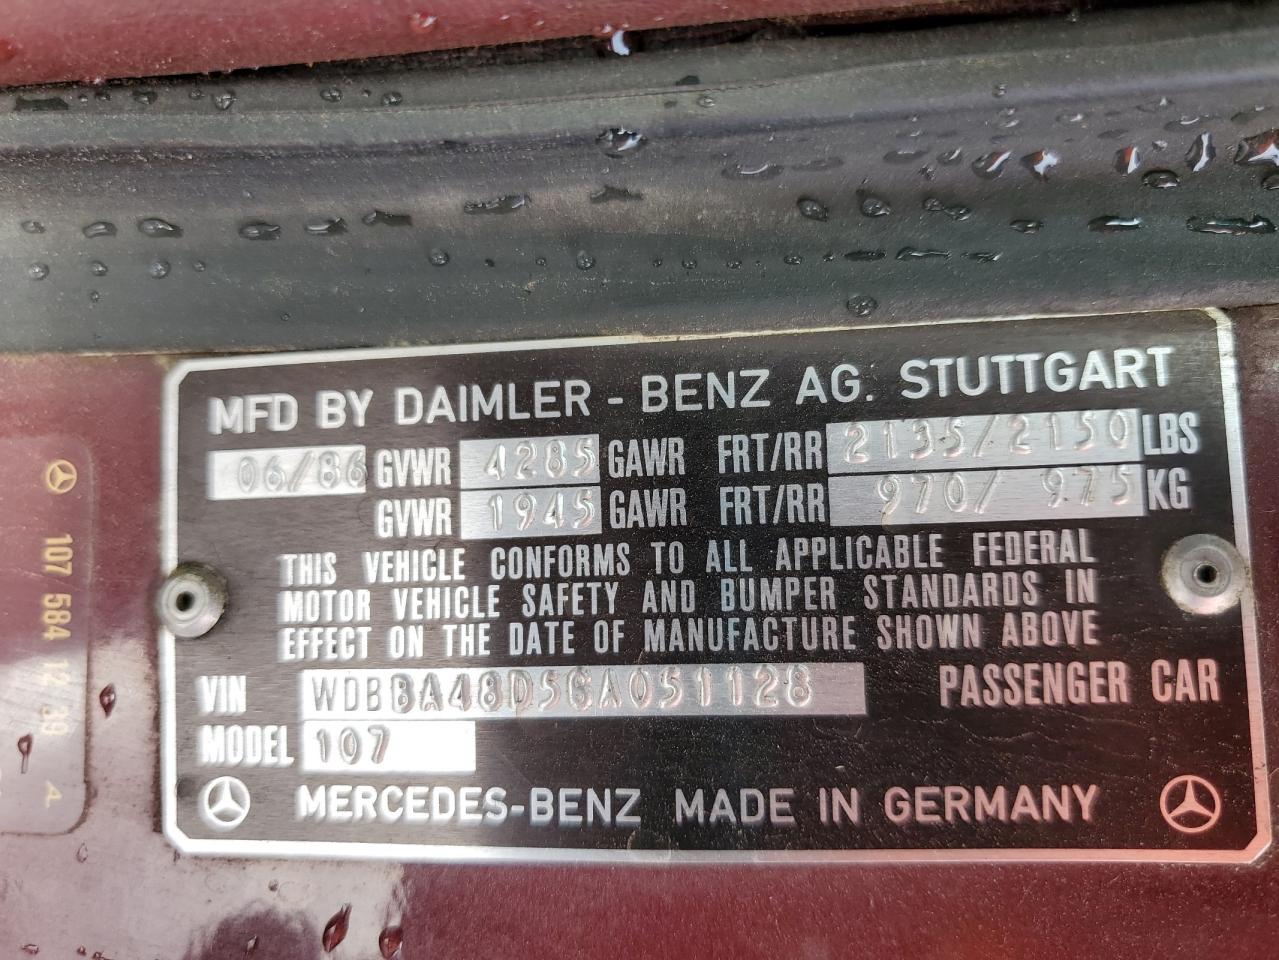 MFD BY DAIMLER - BENZ AG. STUTTGART
06/86 GVWR 4285 GAWR FRT/RR 2135/2150 LBS
GVWR 1945 GAWR FRT/RR 970/ 975 KG
THIS VEHICLE CONFORMS TO ALL APPLICABLE FEDERAL
MOTOR VEHICLE SAFETY AND BUMPER STANDARDS IN
EFFECT ON THE DATE OF MANUFACTURE SHOWN ABOVE
VIN WDBBA48D5GA051128 PASSENGER CAR
MODEL 107
MERCEDES-BENZ MADE IN GERMANY
107/584 12/39